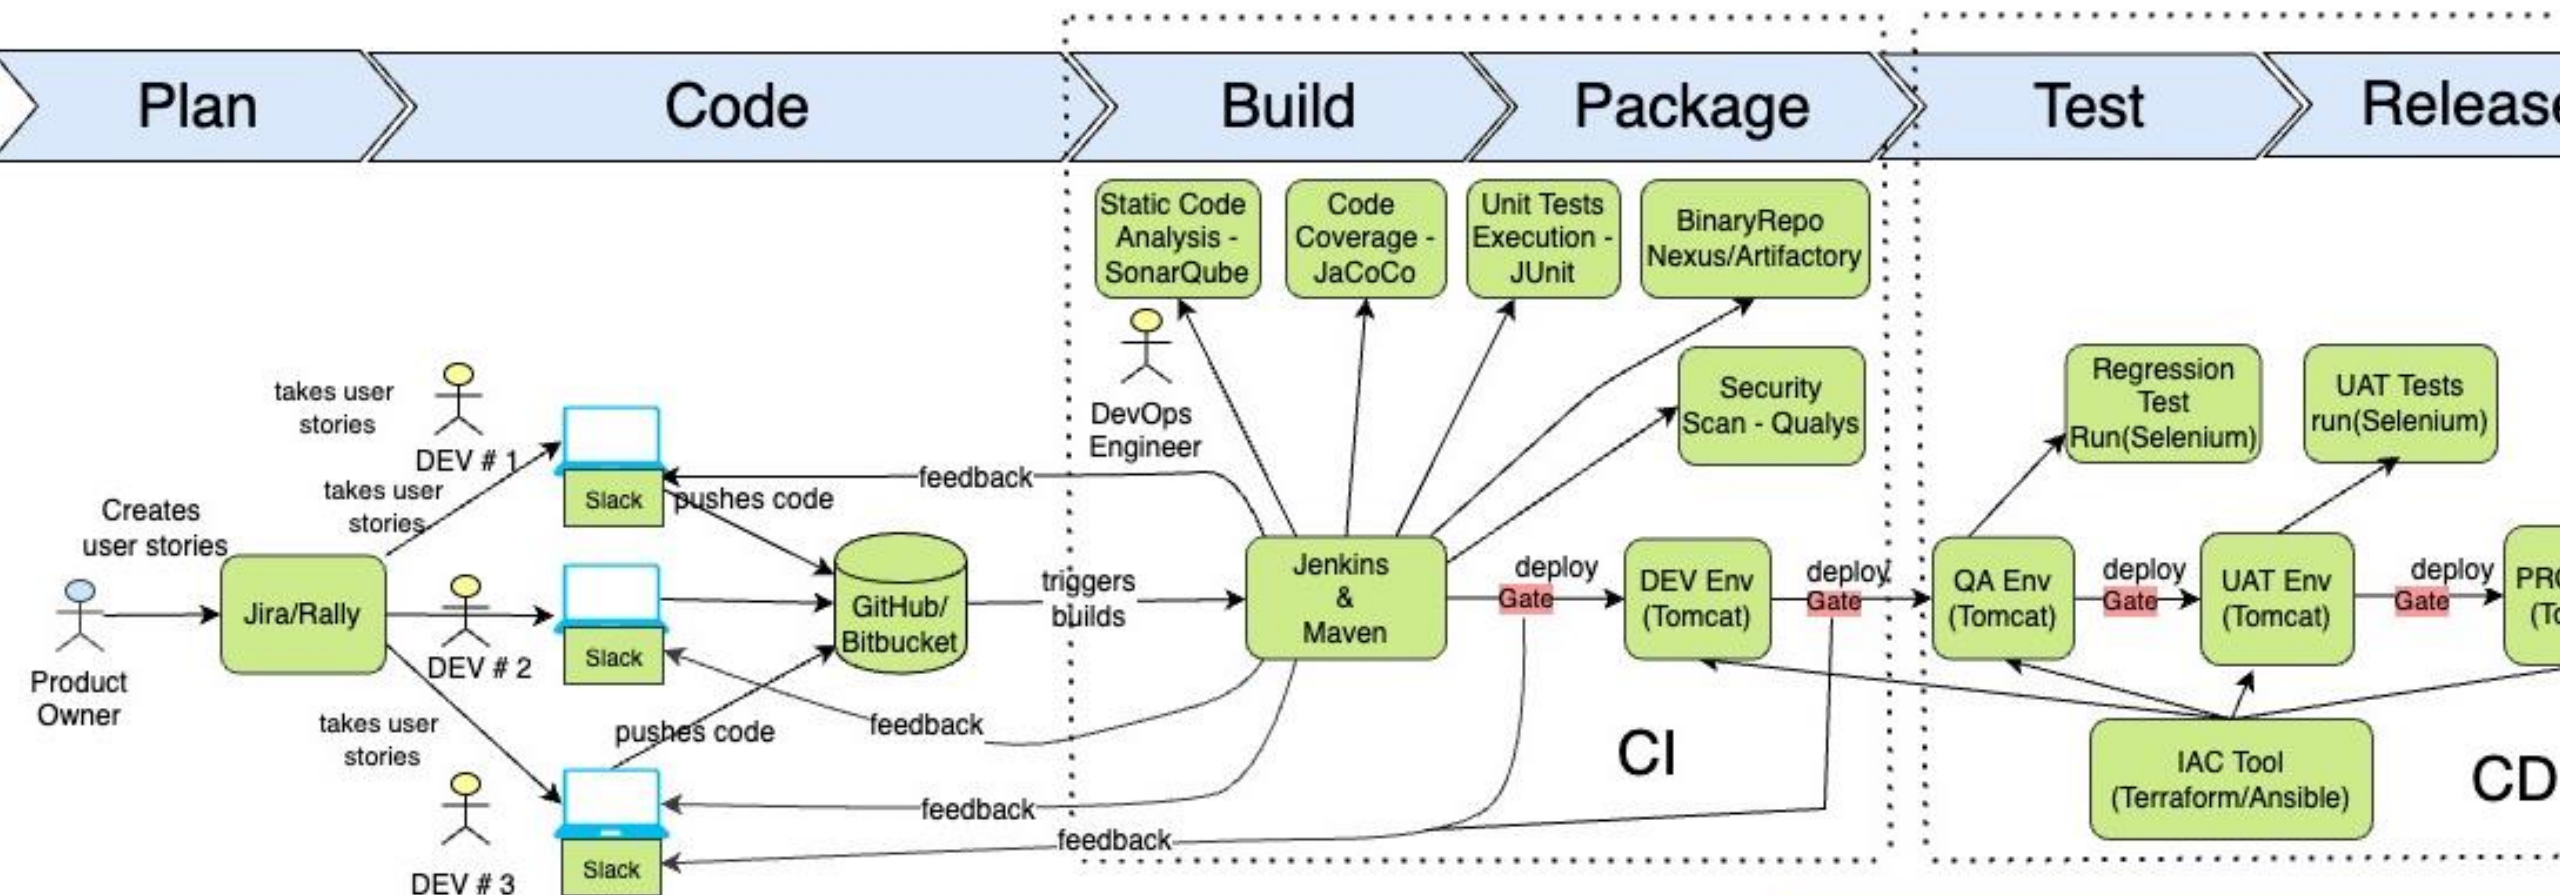 Plan
Code
Build
Package
Test
Release
Static Code
Analysis -
SonarQube
Code
Coverage -
JaCoCo
Unit Tests
Execution -
JUnit
BinaryRepo
Nexus/Artifactory
DevOps
Engineer
Security
Scan - Qualys
Regression
Test
Run(Selenium)
UAT Tests
run(Selenium)
takes user
stories
DEV # 1
takes user
stories
Slack
feedback
pushes code
Creates
user stories
Jira/Rally
Product
Owner
DEV # 2
Slack
GitHub/
Bitbucket
triggers
builds
Jenkins
&
Maven
deploy
Gate
DEV Env
(Tomcat)
deploy
Gate
QA Env
(Tomcat)
deploy
Gate
UAT Env
(Tomcat)
deploy
Gate
takes user
stories
pushes code
feedback
feedback
feedback
DEV # 3
Slack
CI
IAC Tool
(Terraform/Ansible)
CD